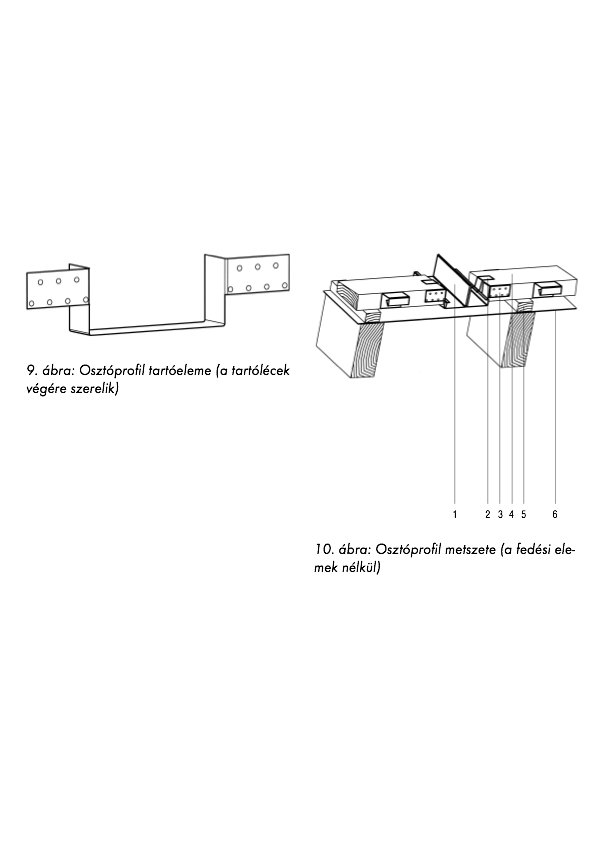 9. ábra: Osztóprofil tartóeleme (a tartólécek
végére szerelik)
1 2 3 4 5 6
10. ábra: Osztóprofil metszete (a fedési ele-
mek nélkül)